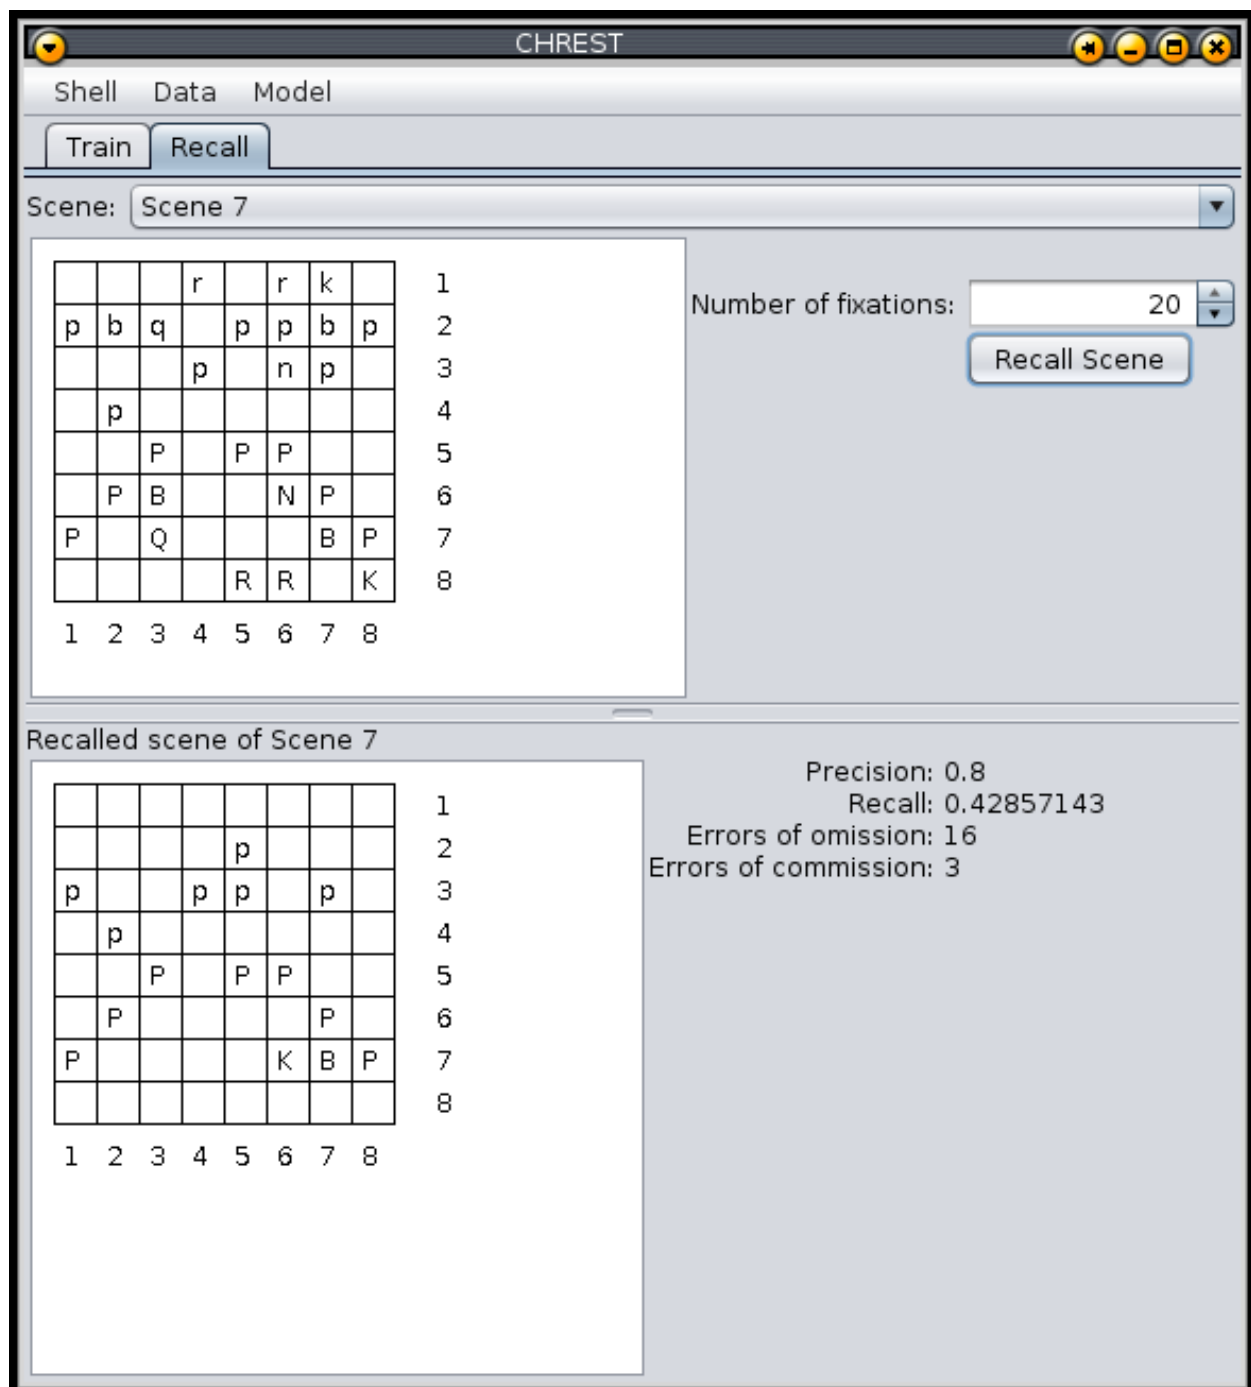 CHREST
Shell Data Model
Train Recall
Scene: Scene 7
r r k 1
p b q p p b p 2
p n p 3
p 4
P P P 5
P B N P 6
P Q B P 7
R R K 8
1 2 3 4 5 6 7 8
Number of fixations: 20
Recall Scene
Recalled scene of Scene 7
1
p 2
p p p p 3
p 4
P P P 5
P P 6
P K B P 7
8
1 2 3 4 5 6 7 8
Precision: 0.8
Recall: 0.42857143
Errors of omission: 16
Errors of commission: 3